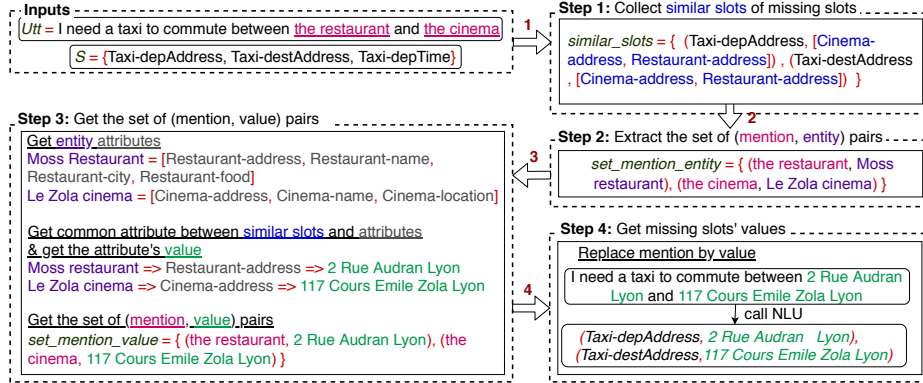 Inputs
Utt = I need a taxi to commute between the restaurant and the cinema
S = {Taxi-depAddress, Taxi-destAddress, Taxi-depTime}
1
Step 1: Collect similar slots of missing slots
similar_slots = { (Taxi-depAddress, [Cinema-
address, Restaurant-address]) , (Taxi-destAddress
, [Cinema-address, Restaurant-address]) }
2
Step 2: Extract the set of (mention, entity) pairs
set_mention_entity = { (the restaurant, Moss
restaurant), (the cinema, Le Zola cinema) }
3
Step 3: Get the set of (mention, value) pairs
Get entity attributes
Moss Restaurant = [Restaurant-address, Restaurant-name,
Restaurant-city, Restaurant-food]
Le Zola cinema = [Cinema-address, Cinema-name, Cinema-location]
Get common attribute between similar slots and attributes
& get the attribute's value
Moss restaurant => Restaurant-address => 2 Rue Audran Lyon
Le Zola cinema => Cinema-address => 117 Cours Emile Zola Lyon
Get the set of (mention, value) pairs
set_mention_value = { (the restaurant, 2 Rue Audran Lyon), (the
cinema, 117 Cours Emile Zola Lyon) }
4
Step 4: Get missing slots' values
Replace mention by value
I need a taxi to commute between 2 Rue Audran
Lyon and 117 Cours Emile Zola Lyon
call NLU
(Taxi-depAddress, 2 Rue Audran Lyon),
(Taxi-destAddress,117 Cours Emile Zola Lyon)